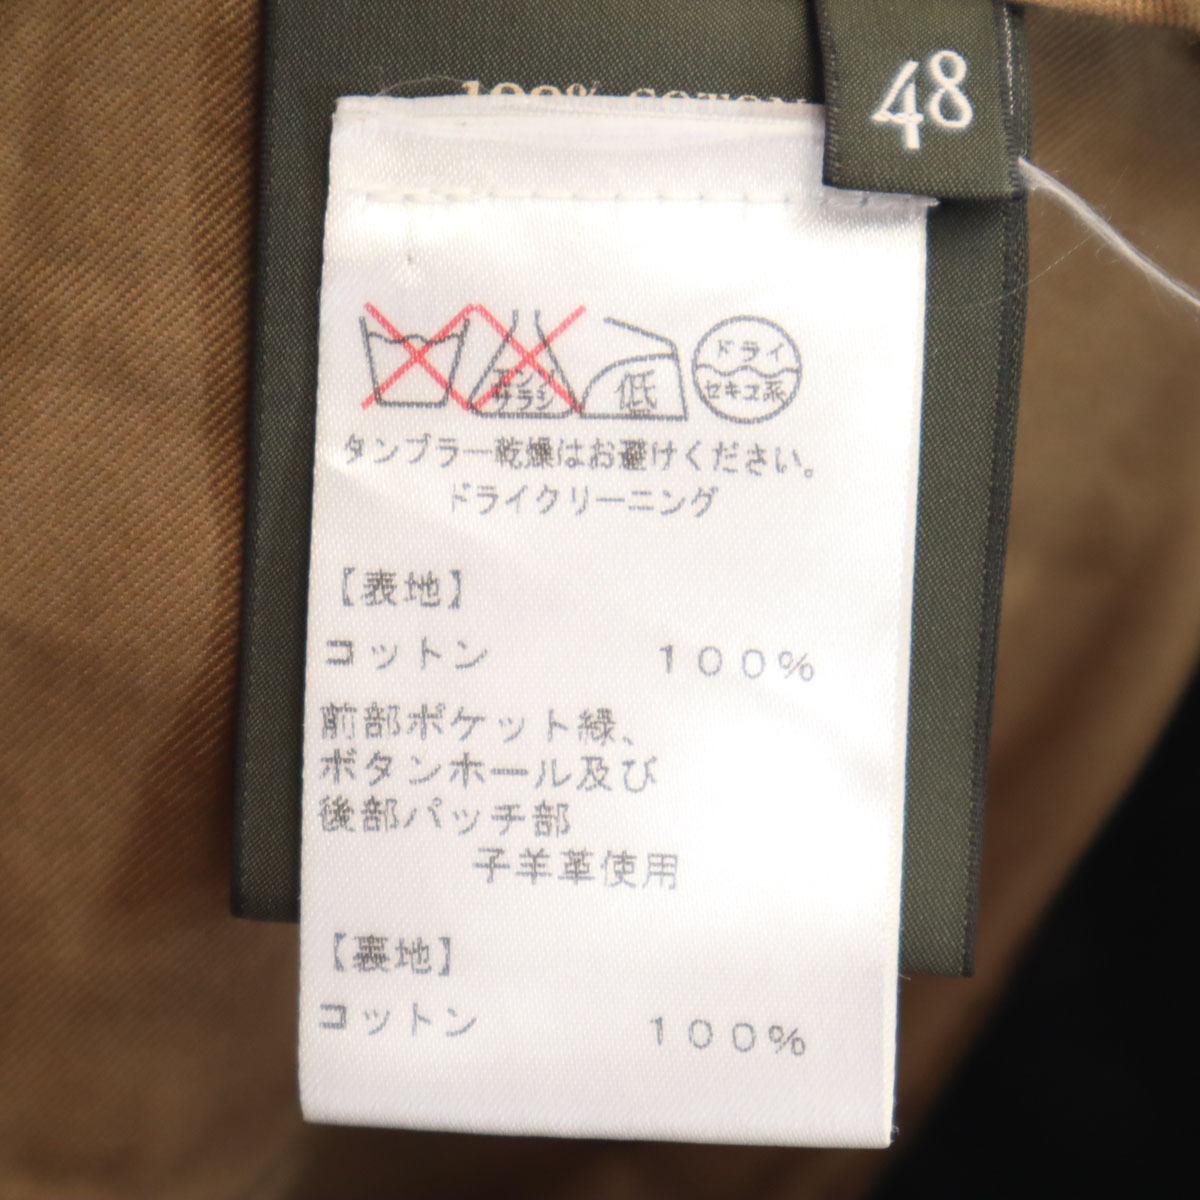 48
100% COTTON
エンソ
サラシ
低
ドライ
セキユ系
タンブラー乾燥はお避けください。
ドライクリーニング
【表地】
コットン 100%
前部ポケット縁、
ボタンホール及び
後部パッチ部
子羊革使用
【裏地】
コットン 100%